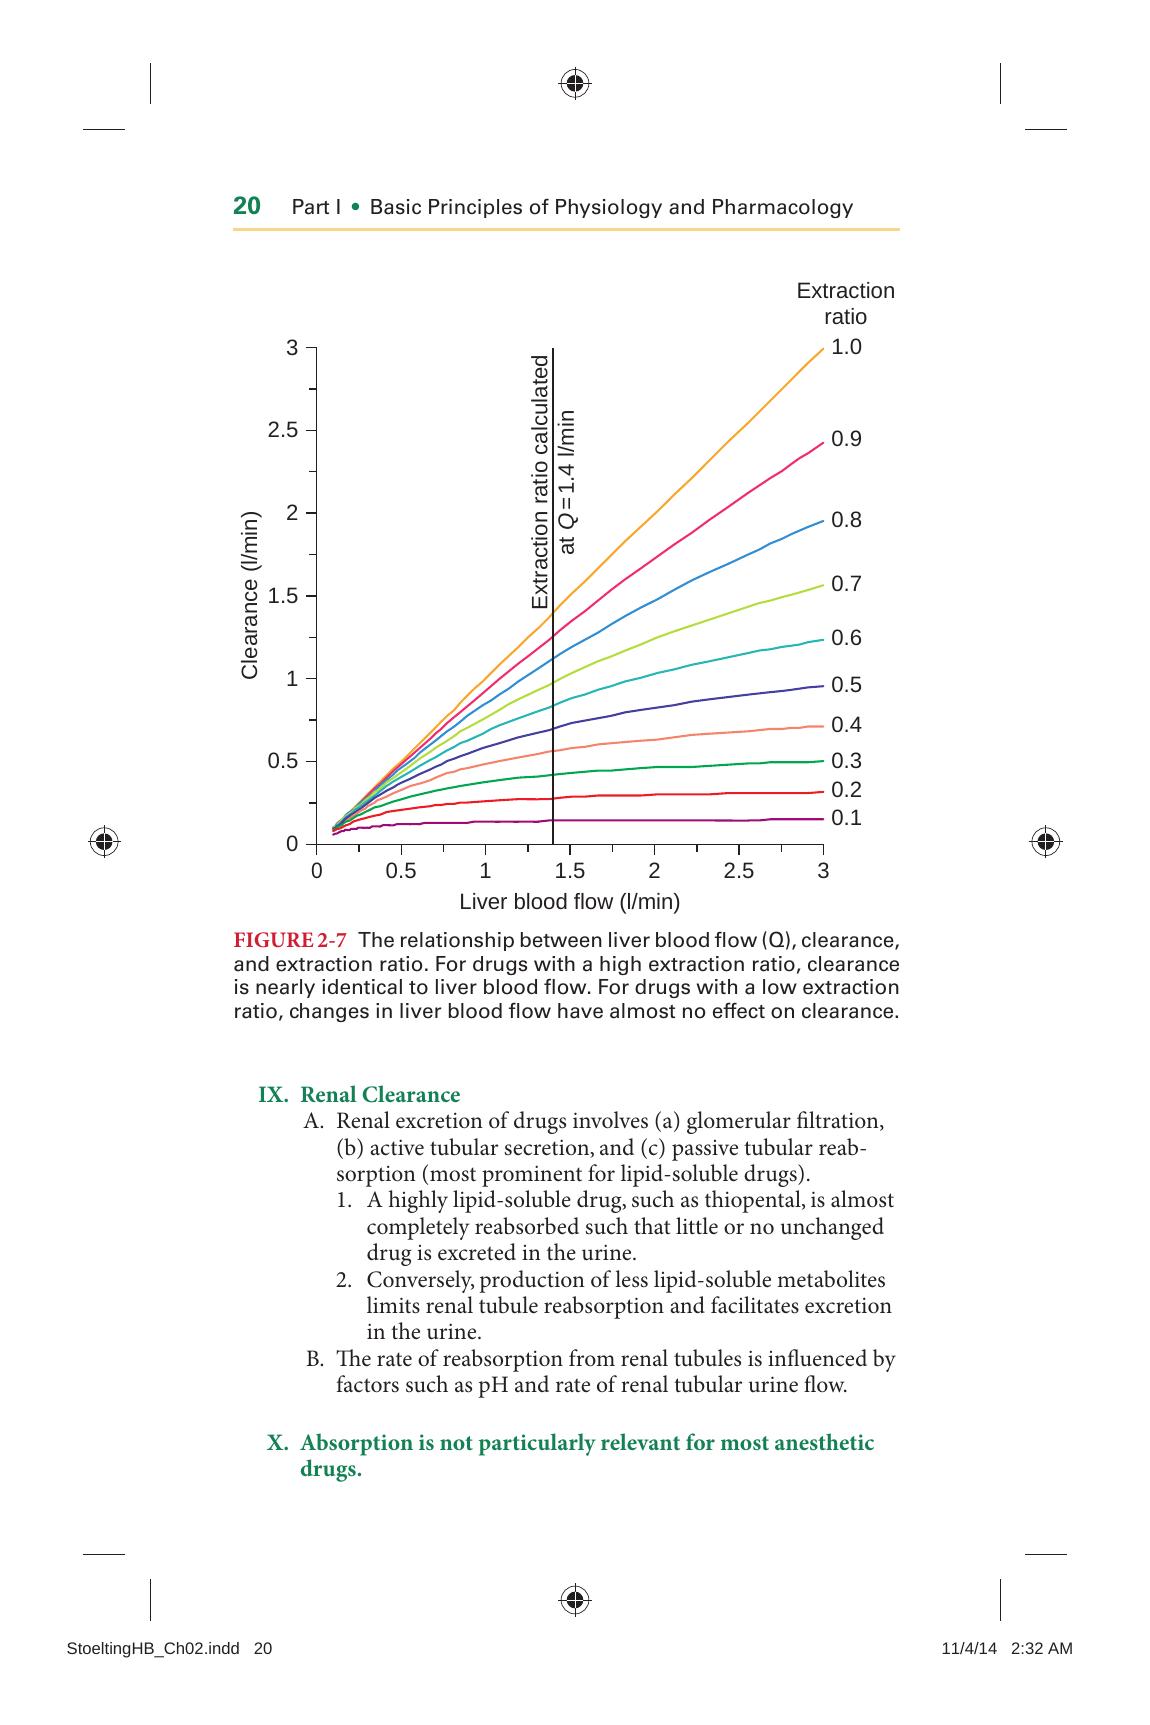 20 Part I • Basic Principles of Physiology and Pharmacology
Extraction
ratio
3
2.5
2
1.5
1
0.5
0
Clearance (l/min)
Extraction ratio calculated
at Q = 1.4 l/min
1.0
0.9
0.8
0.7
0.6
0.5
0.4
0.3
0.2
0.1
0 0.5 1 1.5 2 2.5 3
Liver blood flow (l/min)
FIGURE 2-7 The relationship between liver blood flow (Q), clearance,
and extraction ratio. For drugs with a high extraction ratio, clearance
is nearly identical to liver blood flow. For drugs with a low extraction
ratio, changes in liver blood flow have almost no effect on clearance.
IX. Renal Clearance
A. Renal excretion of drugs involves (a) glomerular filtration,
(b) active tubular secretion, and (c) passive tubular reab-
sorption (most prominent for lipid-soluble drugs).
1. A highly lipid-soluble drug, such as thiopental, is almost
completely reabsorbed such that little or no unchanged
drug is excreted in the urine.
2. Conversely, production of less lipid-soluble metabolites
limits renal tubule reabsorption and facilitates excretion
in the urine.
B. The rate of reabsorption from renal tubules is influenced by
factors such as pH and rate of renal tubular urine flow.
X. Absorption is not particularly relevant for most anesthetic
drugs.
StoeltingHB_Ch02.indd 20 11/4/14 2:32 AM